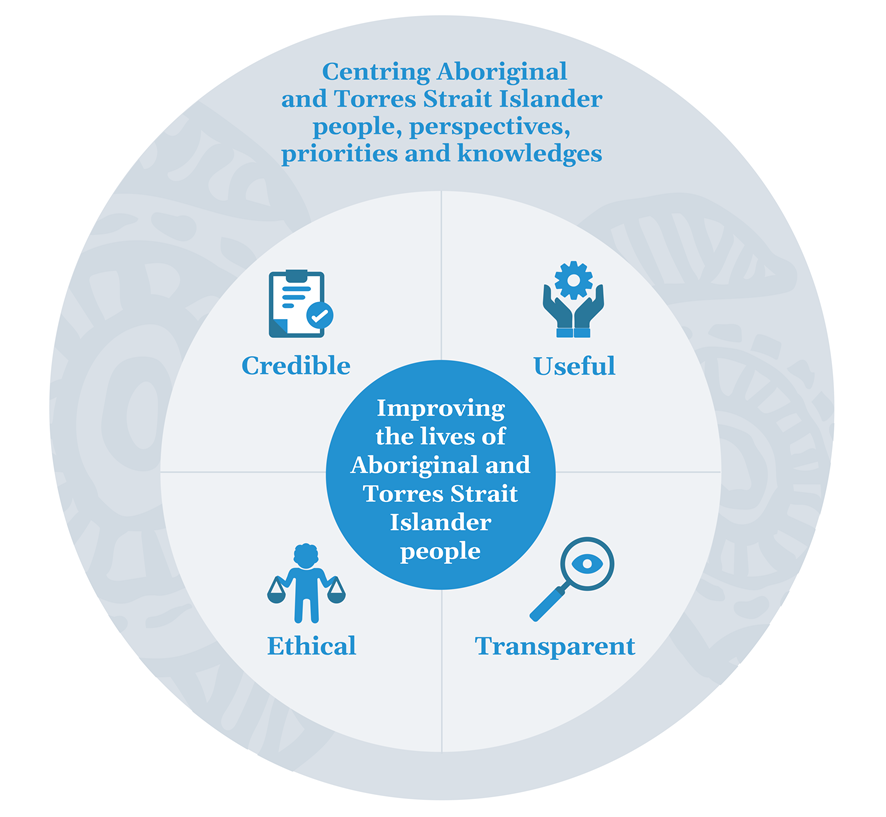 Centring Aboriginal
and Torres Strait Islander
people, perspectives,
priorities and knowledges
Credible
Useful
Improving
the lives of
Aboriginal and
Torres Strait
Islander
people
Ethical
Transparent